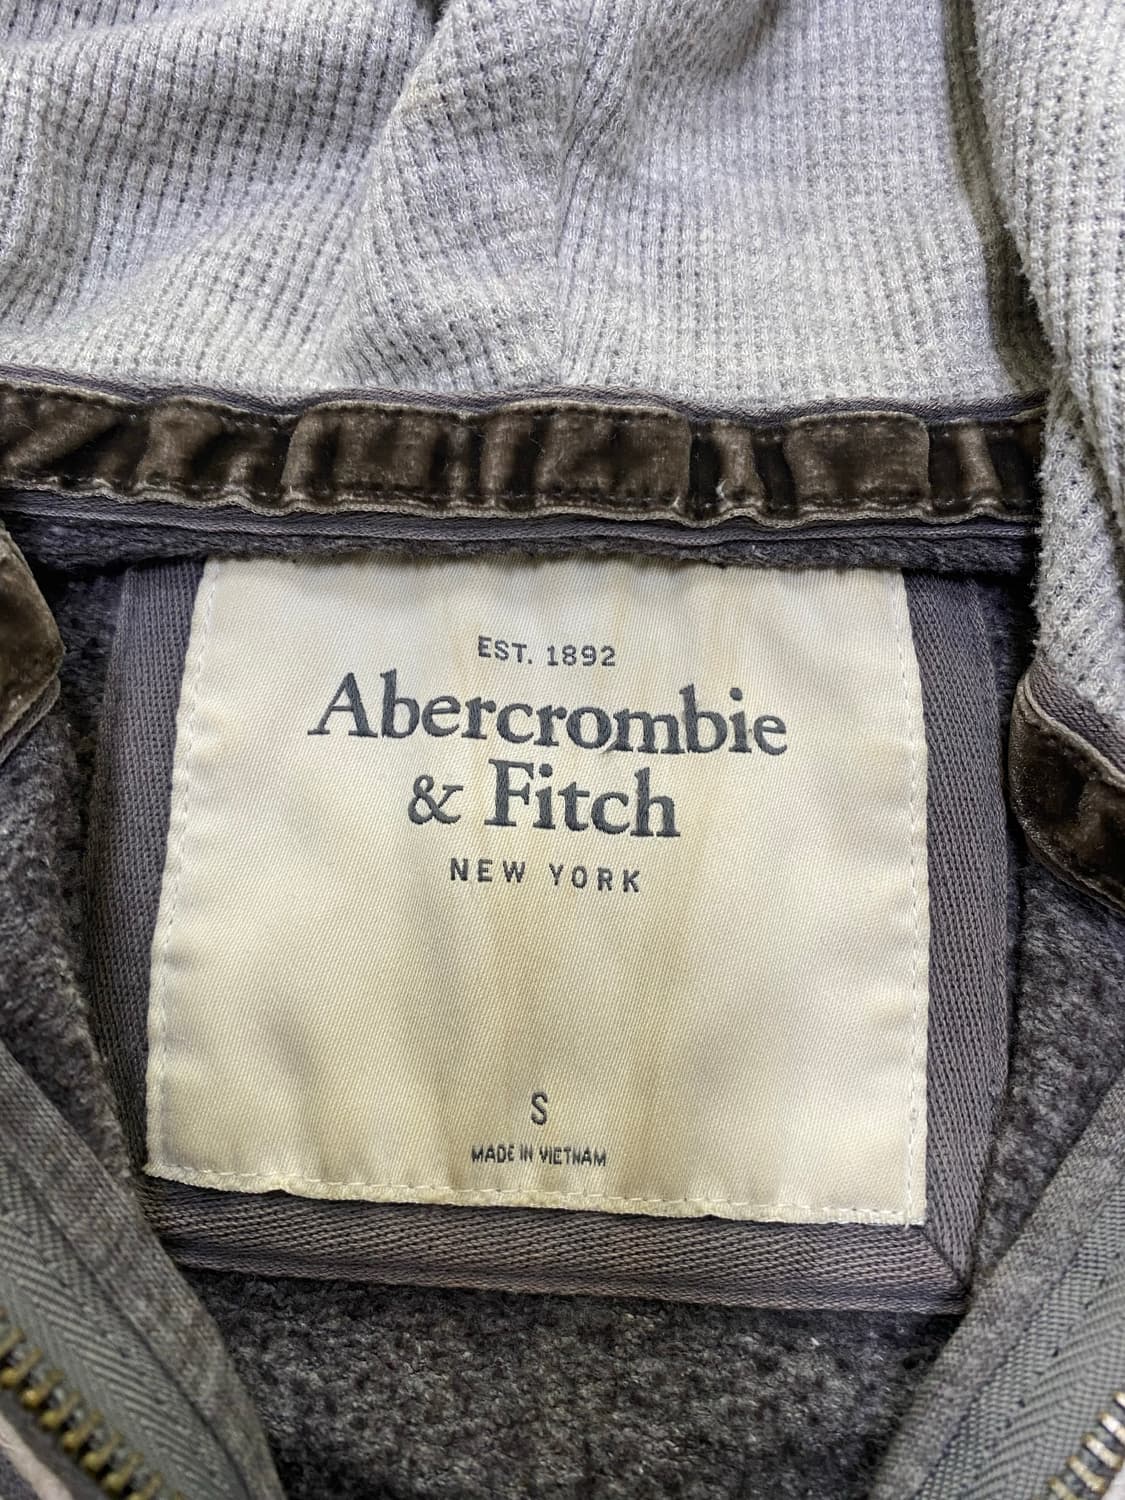 EST. 1892
Abercrombie
& Fitch
NEW YORK
S
MADE IN VIETNAM